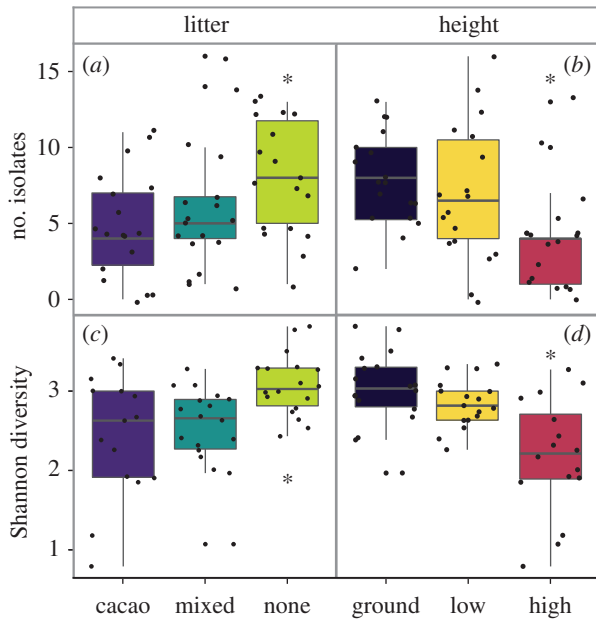 litter height
(a) * (b) *
15
10
5
0
no. isolates
(c) (d) *
3
2
1
*
Shannon diversity
cacao mixed none ground low high